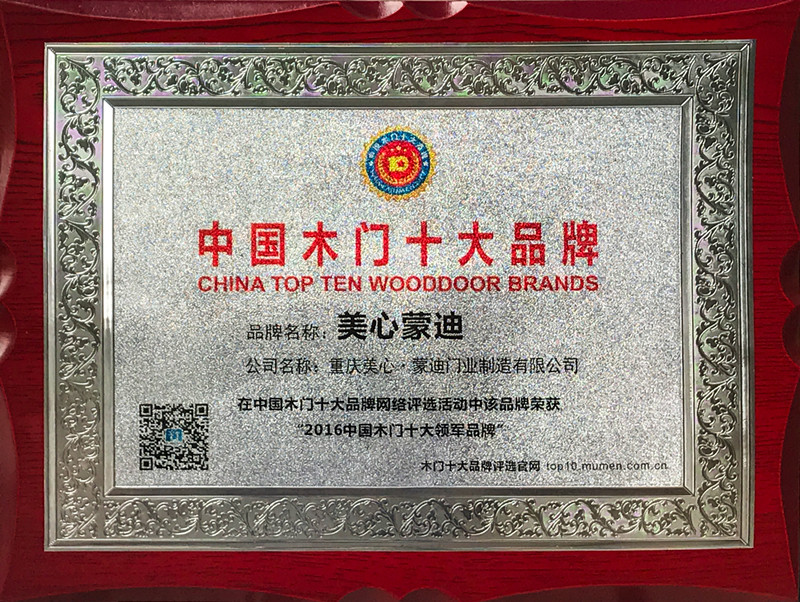 中国木门十大品牌
CHINA TOP TEN WOODDOOR BRANDS
品牌名称：美心蒙迪
公司名称：重庆美心·蒙迪门业制造有限公司
在中国木门十大品牌网络评选活动中该品牌荣获
“2016中国木门十大领军品牌”
木门十大品牌评选官网 top10.mumen.com.cn